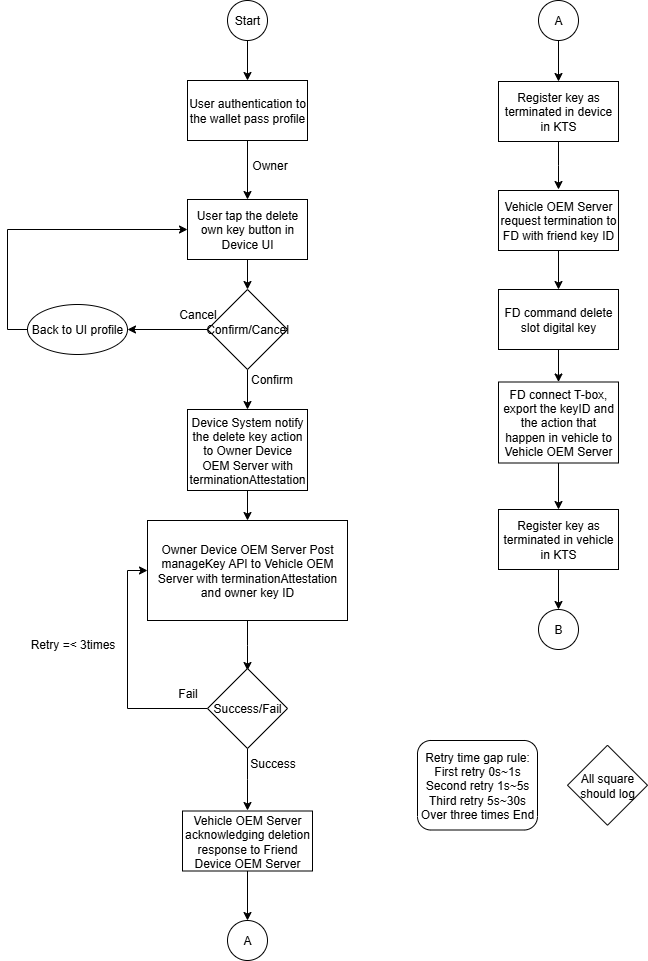 Start
User authentication to
the wallet pass profile
Owner
User tap the delete
own key button in
Device UI
Cancel
Back to UI profile
Confirm/Cancel
Confirm
Device System notify
the delete key action
to Owner Device
OEM Server with
terminationAttestation
Owner Device OEM Server Post
manageKey API to Vehicle OEM
Server with terminationAttestation
and owner key ID
Retry =< 3times
Fail
Success/Fail
Success
Vehicle OEM Server
acknowledging deletion
response to Friend
Device OEM Server
A
A
Register key as
terminated in device
in KTS
Vehicle OEM Server
request termination to
FD with friend key ID
FD command delete
slot digital key
FD connect T-box,
export the keyID and
the action that
happen in vehicle to
Vehicle OEM Server
Register key as
terminated in vehicle
in KTS
B
Retry time gap rule:
First retry 0s~1s
Second retry 1s~5s
Third retry 5s~30s
Over three times End
All square
should log